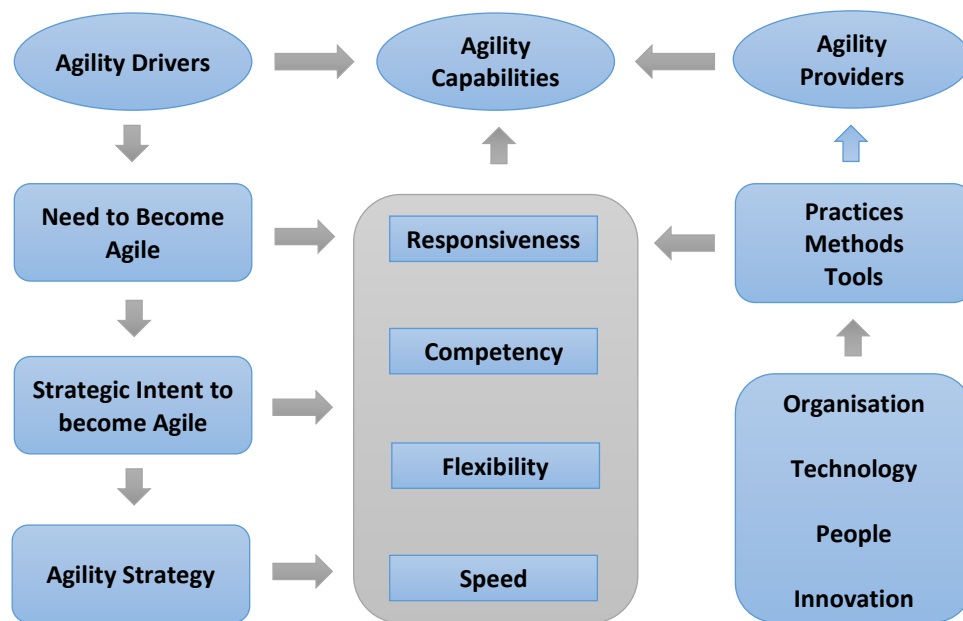 Agility Drivers
Agility
Capabilities
Agility
Providers
Need to Become
Agile
Responsiveness
Practices
Methods
Tools
Strategic Intent to
become Agile
Competency
Flexibility
Organisation
Technology
People
Innovation
Agility Strategy
Speed